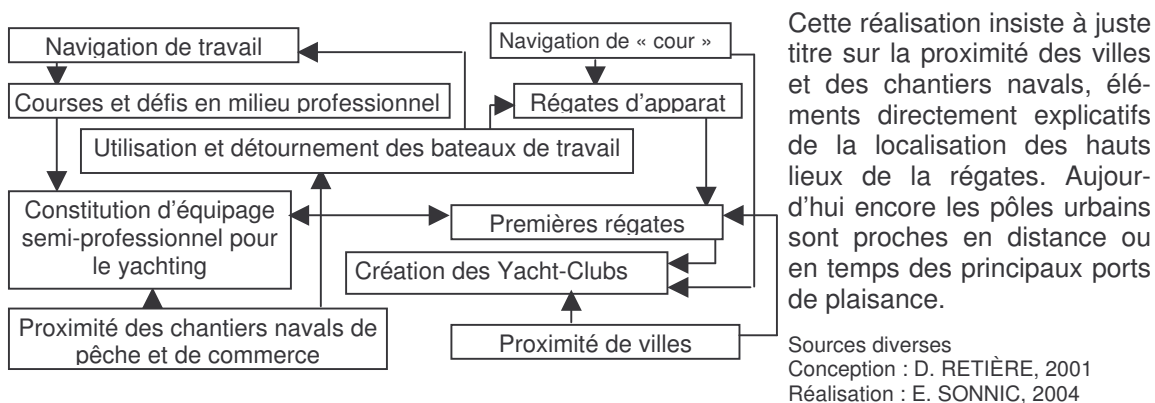 Navigation de travail
Navigation de « cour »
Courses et défis en milieu professionnel
Régates d'apparat
Utilisation et détournement des bateaux de travail
Constitution d'équipage
semi-professionnel pour
le yachting
Premières régates
Création des Yacht-Clubs
Proximité des chantiers navals de
pêche et de commerce
Proximité de villes
Cette réalisation insiste à juste
titre sur la proximité des villes
et des chantiers navals, élé-
ments directement explicatifs
de la localisation des hauts
lieux de la régates. Aujour-
d'hui encore les pôles urbains
sont proches en distance ou
en temps des principaux ports
de plaisance.
Sources diverses
Conception : D. RETIÈRE, 2001
Réalisation : E. SONNIC, 2004